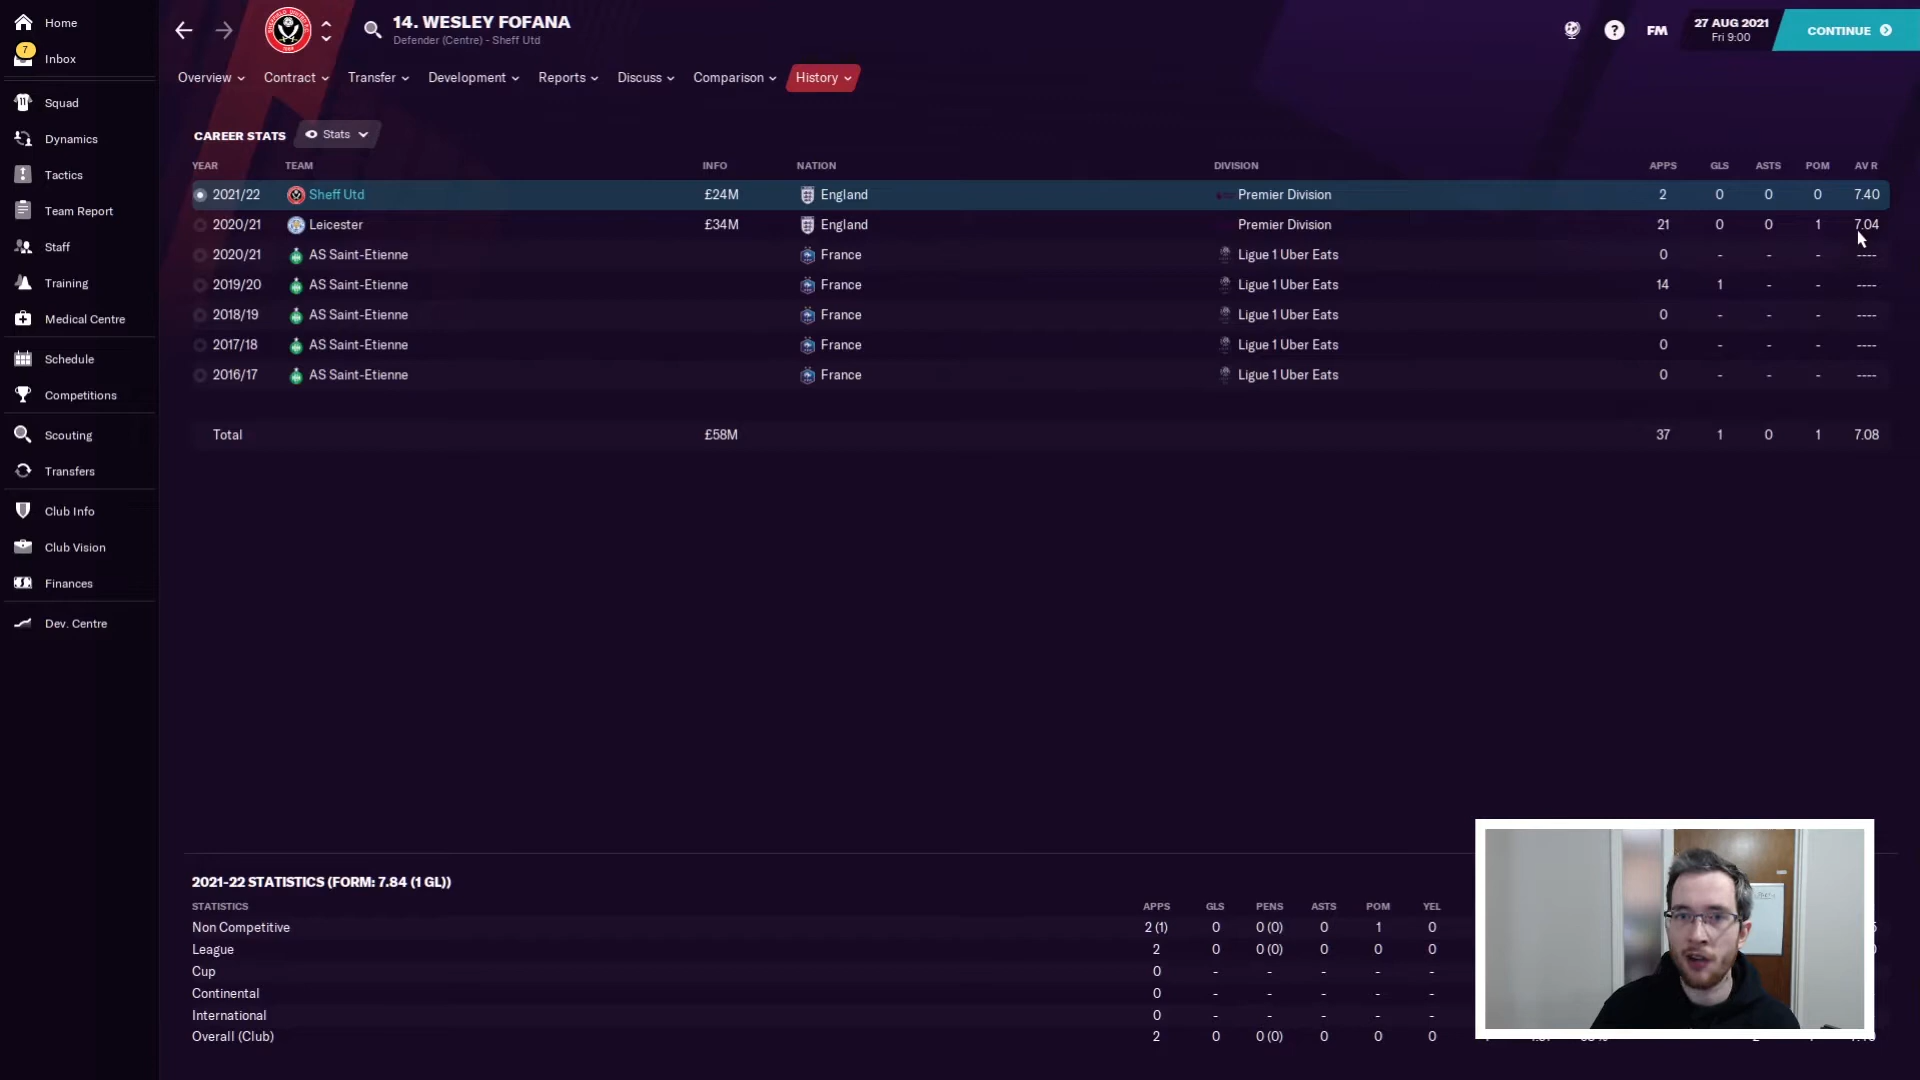 Home
7
Inbox
Squad
Dynamics
Tactics
Team Report
Staff
Training
Medical Centre
Schedule
Competitions
Scouting
Transfers
Club Info
Club Vision
Finances
Dev. Centre
14. WESLEY FOFANA
Defender (Centre) - Sheff Utd
? FM 27 AUG 2021 Fri 9:00 CONTINUE
Overview Contract Transfer Development Reports Discuss Comparison History
CAREER STATS Stats
YEAR TEAM INFO NATION DIVISION APPS GLS ASTS POM AV R
2021/22 Sheff Utd £24M England Premier Division 2 0 0 0 7.40
2020/21 Leicester £34M England Premier Division 21 0 0 1 7.04
2020/21 AS Saint-Etienne France Ligue 1 Uber Eats 0 - - - ----
2019/20 AS Saint-Etienne France Ligue 1 Uber Eats 14 1 - - ----
2018/19 AS Saint-Etienne France Ligue 1 Uber Eats 0 - - - ----
2017/18 AS Saint-Etienne France Ligue 1 Uber Eats 0 - - - ----
2016/17 AS Saint-Etienne France Ligue 1 Uber Eats 0 - - - ----
Total £58M 37 1 0 1 7.08
2021-22 STATISTICS (FORM: 7.84 (1 GL))
STATISTICS APPS GLS PENS ASTS POM YEL
Non Competitive 2 (1) 0 0 (0) 0 1 0
League 2 0 0 (0) 0 0 0
Cup 0 - - - - -
Continental 0 - - - - -
International 0 - - - - -
Overall (Club) 2 0 0 (0) 0 0 0